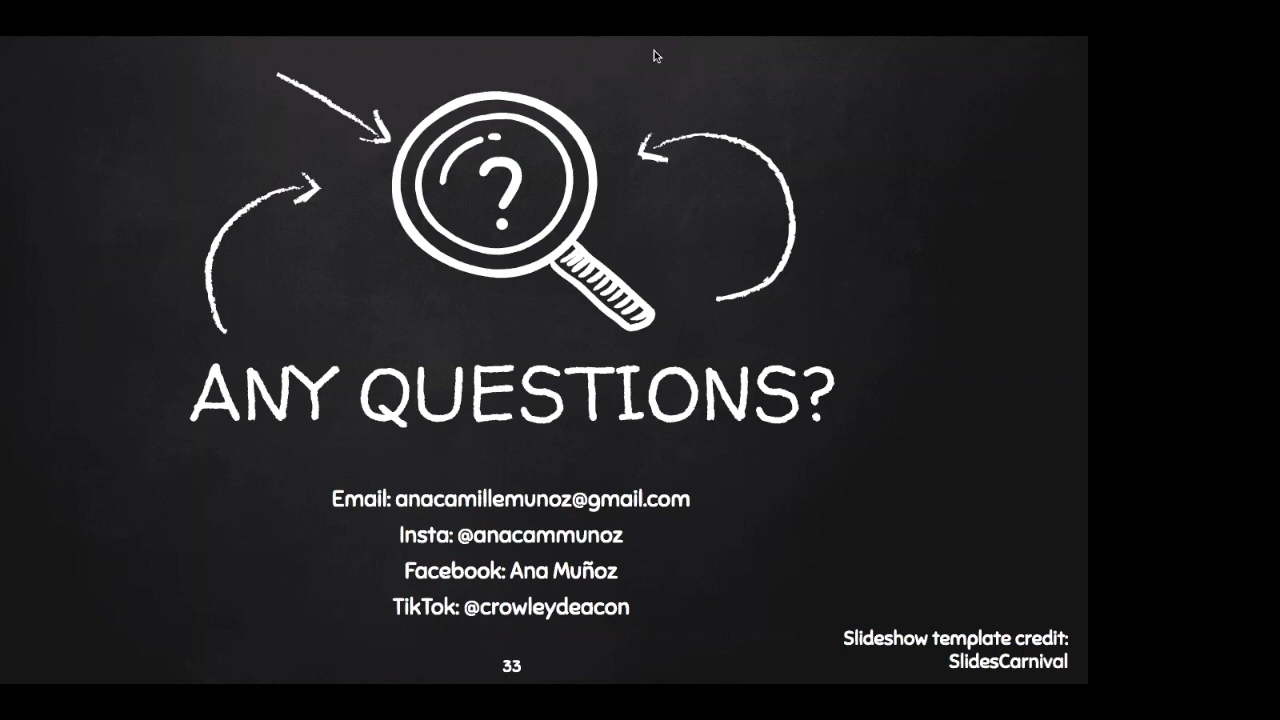 ?
ANY QUESTIONS?
Email: anacamillemunoz@gmail.com
Insta: @anacammunoz
Facebook: Ana Muñoz
TikTok: @crowleydeacon
Slideshow template credit:
SlidesCarnival
33